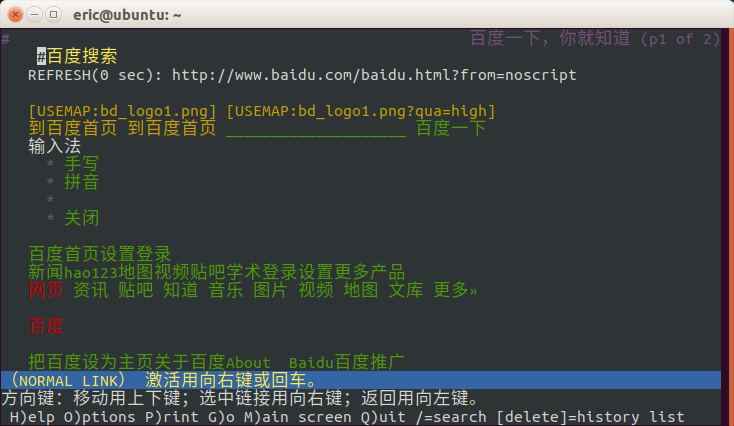 eric@ubuntu: ~
# 百度一下，你就知道 (p1 of 2)
#百度搜索
REFRESH(0 sec): http://www.baidu.com/baidu.html?from=noscript
[USEMAP:bd_logo1.png] [USEMAP:bd_logo1.png?qua=high]
到百度首页 到百度首页 ____________________ 百度一下
输入法
* 手写
* 拼音
*
* 关闭
百度首页设置登录
新闻hao123地图视频贴吧学术登录设置更多产品
网页 资讯 贴吧 知道 音乐 图片 视频 地图 文库 更多»
百度
把百度设为主页关于百度About  Baidu百度推广
（NORMAL LINK） 激活用向右键或回车。
方向键：移动用上下键；选中链接用向右键；返回用向左键。
H)elp O)ptions P)rint G)o M)ain screen Q)uit /=search [delete]=history list